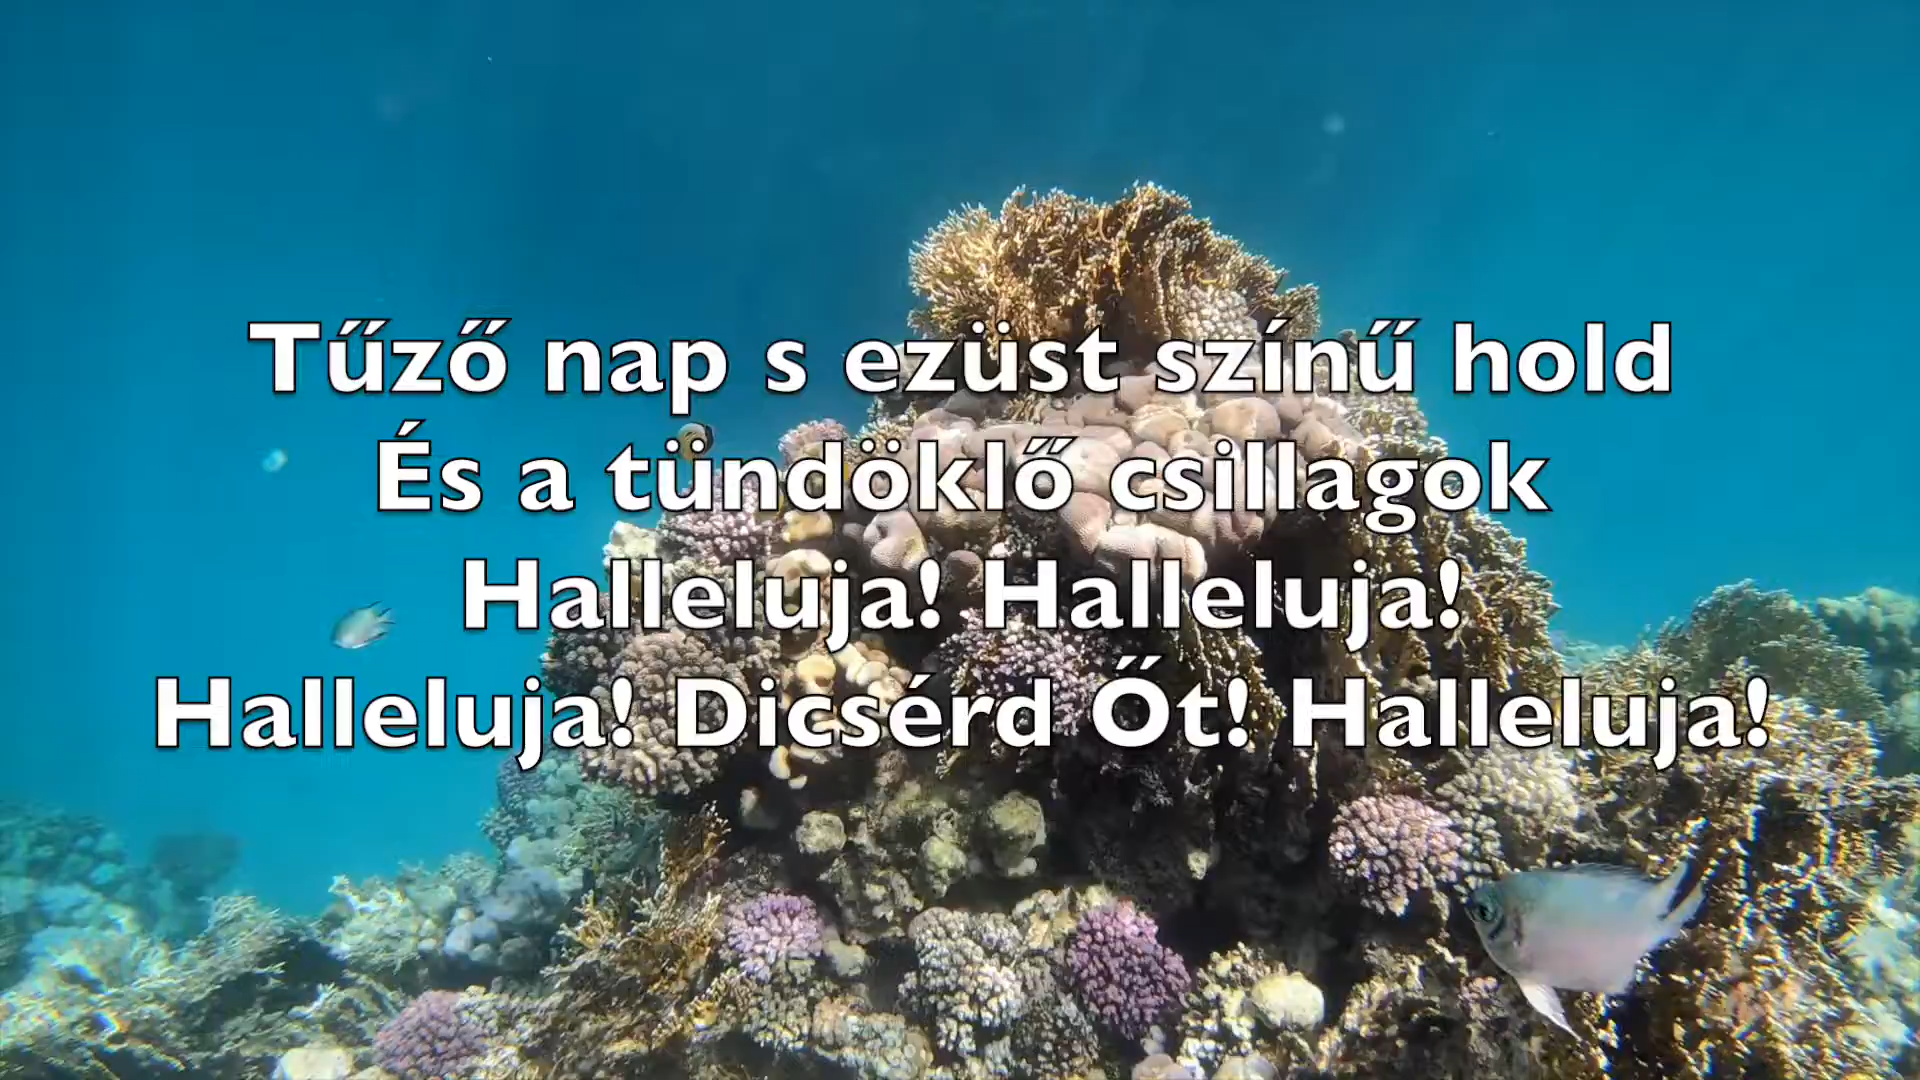 Tűző nap s ezüst színű hold
És a tündöklő csillagok
Halleluja! Halleluja!
Halleluja! Dicsérd Őt! Halleluja!